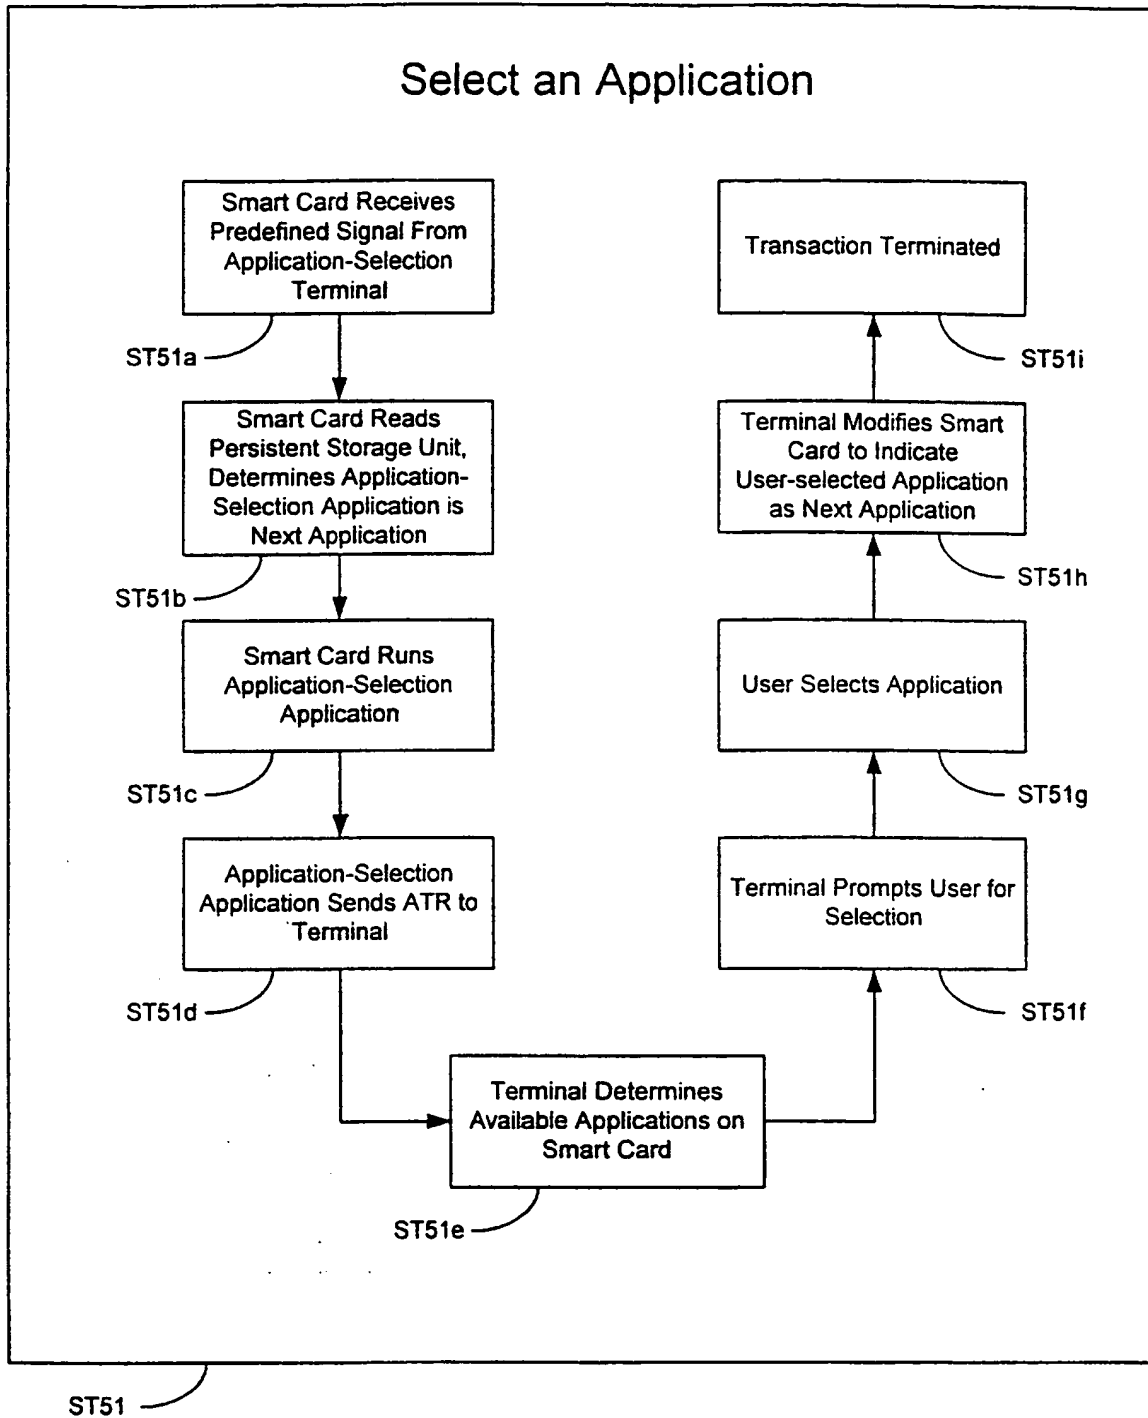 Select an Application
Smart Card Receives
Predefined Signal From
Application-Selection
Terminal
ST51a
Smart Card Reads
Persistent Storage Unit,
Determines Application-
Selection Application is
Next Application
ST51b
Smart Card Runs
Application-Selection
Application
ST51c
Application-Selection
Application Sends ATR to
Terminal
ST51d
Terminal Determines
Available Applications on
Smart Card
ST51e
Terminal Prompts User for
Selection
ST51f
User Selects Application
ST51g
Terminal Modifies Smart
Card to Indicate
User-selected Application
as Next Application
ST51h
Transaction Terminated
ST51i
ST51